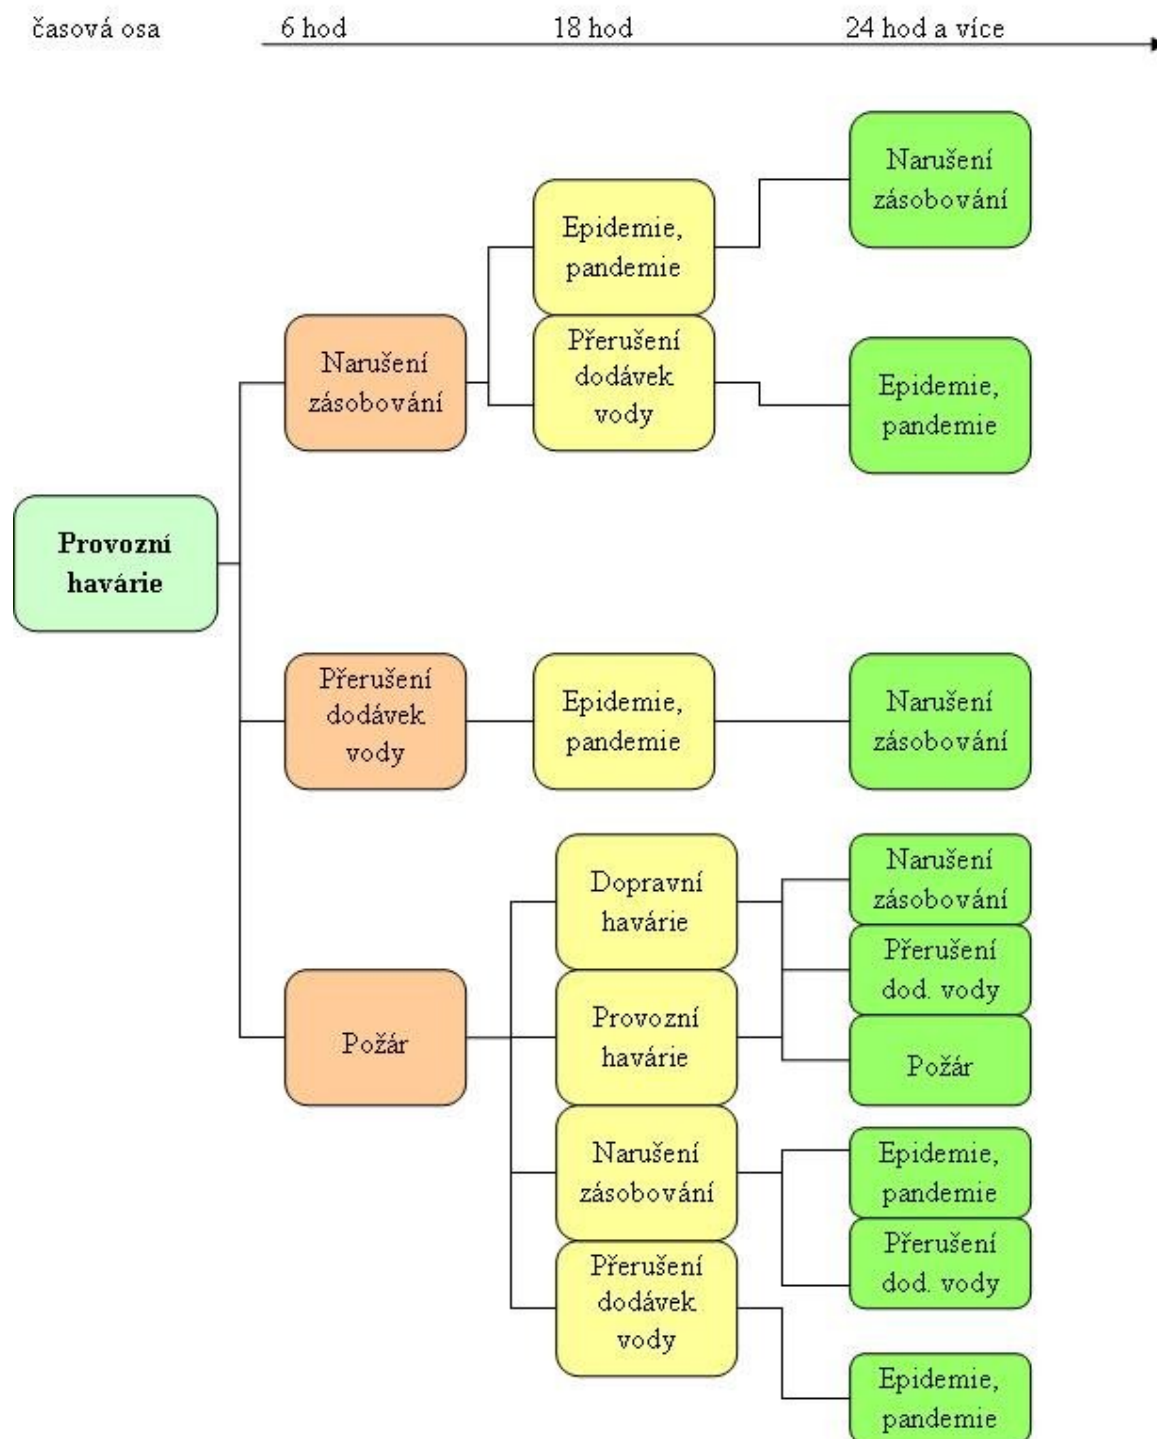 časová osa
6 hod
18 hod
24 hod a více
Narušení
zásobování
Epidemie,
pandemie
Narušení
zásobování
Přerušení
dodávek
vody
Epidemie,
pandemie
Provozní
havárie
Přerušení
dodávek
vody
Epidemie,
pandemie
Narušení
zásobování
Požár
Dopravní
havárie
Provozní
havárie
Narušení
zásobování
Přerušení
dod. vody
Požár
Narušení
zásobování
Epidemie,
pandemie
Přerušení
dod. vody
Přerušení
dodávek
vody
Epidemie,
pandemie